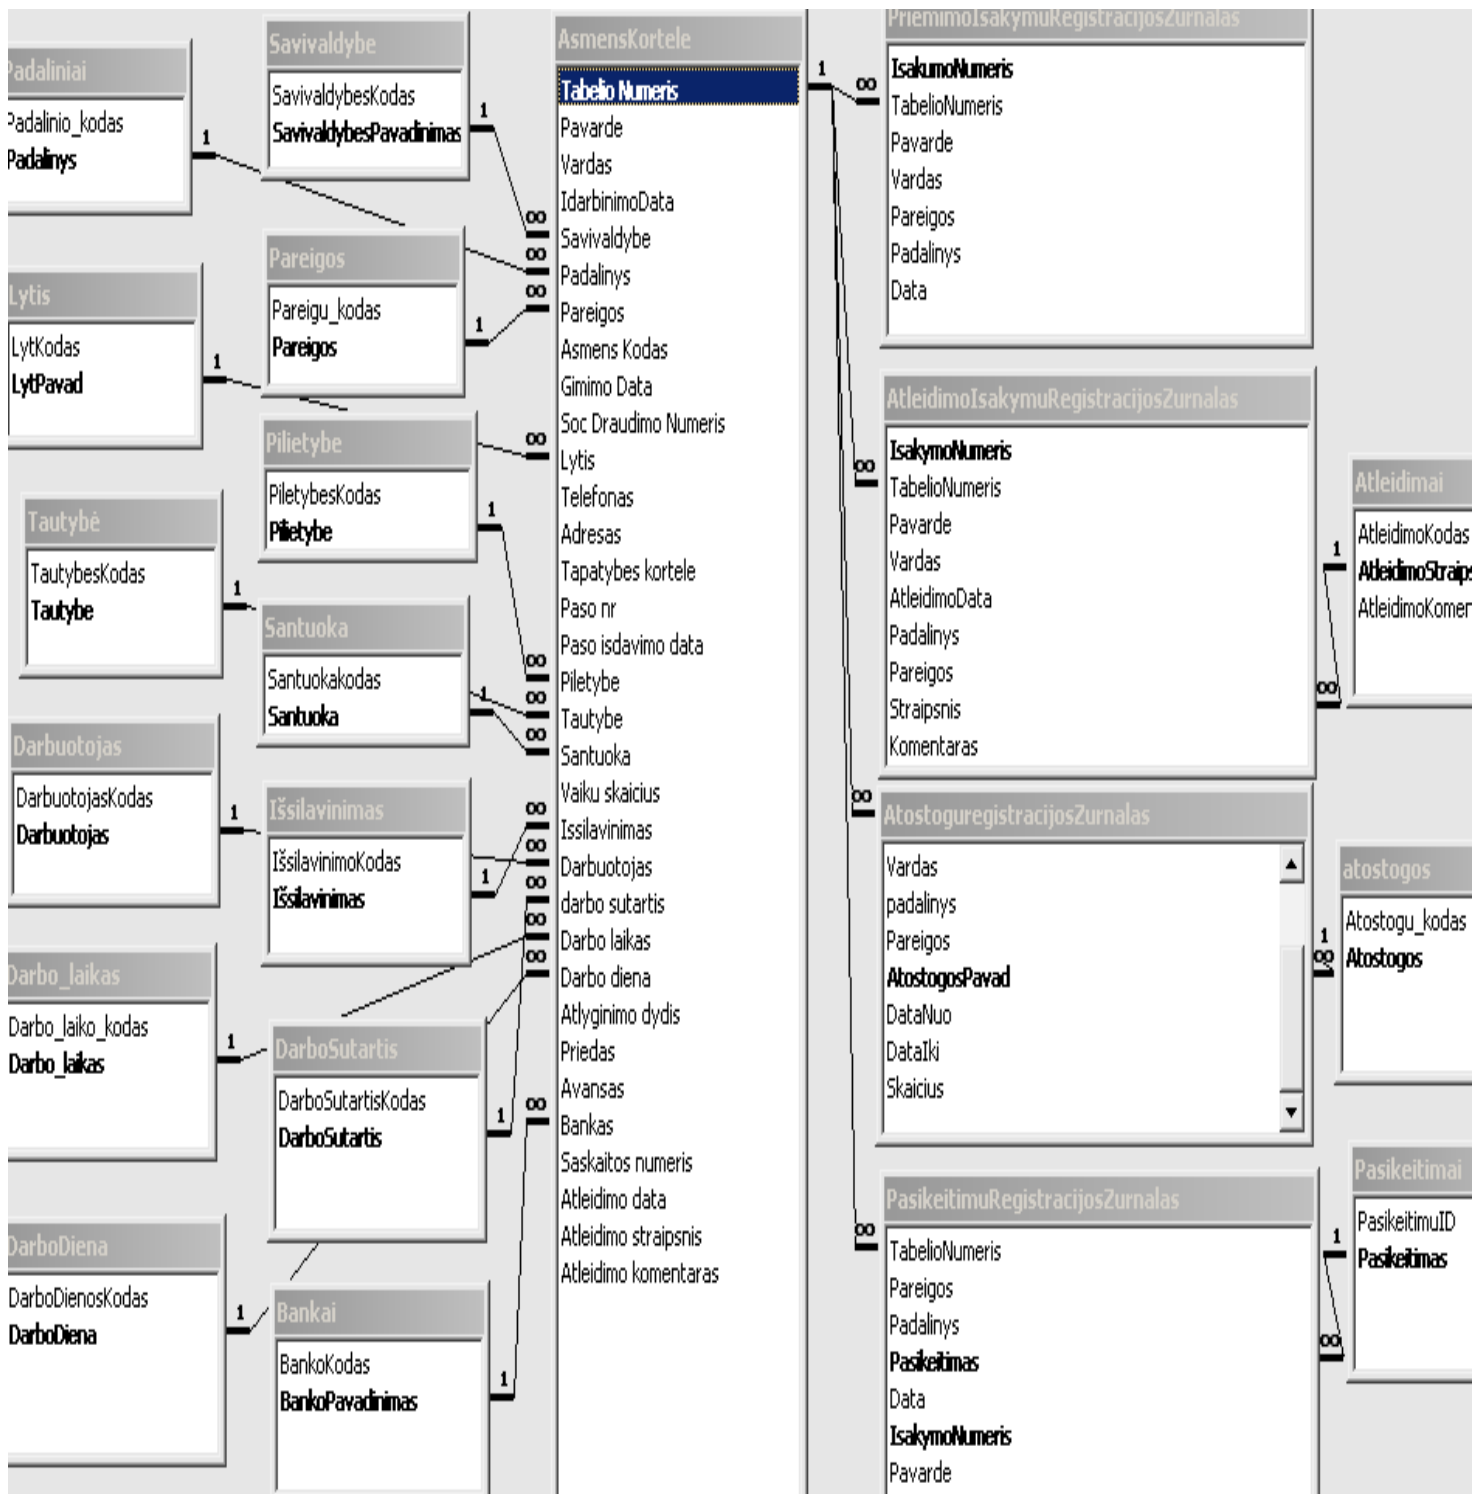 Padaliniai
Padalinio_kodas
Padalinys
Lytis
LytKodas
LytPavad
Tautybė
TautybesKodas
Tautybe
Darbuotojas
DarbuotojasKodas
Darbuotojas
Darbo_laikas
Darbo_laiko_kodas
Darbo_laikas
DarboDiena
DarboDienosKodas
DarboDiena
Savivaldybe
SavivaldybesKodas
SavivaldybesPavadinimas
Pareigos
Pareigu_kodas
Pareigos
Pilietybe
PiletybesKodas
Pilietybe
Santuoka
Santuokakodas
Santuoka
Išsilavinimas
IšsilavinimoKodas
Išsilavinimas
DarboSutartis
DarboSutartisKodas
DarboSutartis
Bankai
BankoKodas
BankoPavadinimas
AsmensKortele
Tabelio Numeris
Pavarde
Vardas
IdarbinimoData
Savivaldybe
Padalinys
Pareigos
Asmens Kodas
Gimimo Data
Soc Draudimo Numeris
Lytis
Telefonas
Adresas
Tapatybes kortele
Paso nr
Paso isdavimo data
Piletybe
Tautybe
Santuoka
Vaiku skaicius
Issilavinimas
Darbuotojas
darbo sutartis
Darbo laikas
Darbo diena
Atlyginimo dydis
Priedas
Avansas
Bankas
Saskaitos numeris
Atleidimo data
Atleidimo straipsnis
Atleidimo komentaras
PriemimoIsakymuRegistracijosZurnalas
IsakumoNumeris
TabelioNumeris
Pavarde
Vardas
Pareigos
Padalinys
Data
AtleidimoIsakymuRegistracijosZurnalas
IsakymoNumeris
TabelioNumeris
Pavarde
Vardas
AtleidimoData
Padalinys
Pareigos
Straipsnis
Komentaras
AtostoguregistracijosZurnalas
Vardas
padalinys
Pareigos
AtostogosPavad
DataNuo
DataIki
Skaicius
PasikeitimuRegistracijosZurnalas
TabelioNumeris
Pareigos
Padalinys
Pasikeitimas
Data
IsakymoNumeris
Pavarde
Atleidimai
AtleidimoKodas
AtleidimoStraips
AtleidimoKomen
atostogos
Atostogu_kodas
Atostogos
Pasikeitimai
PasikeitimuID
Pasikeitimas